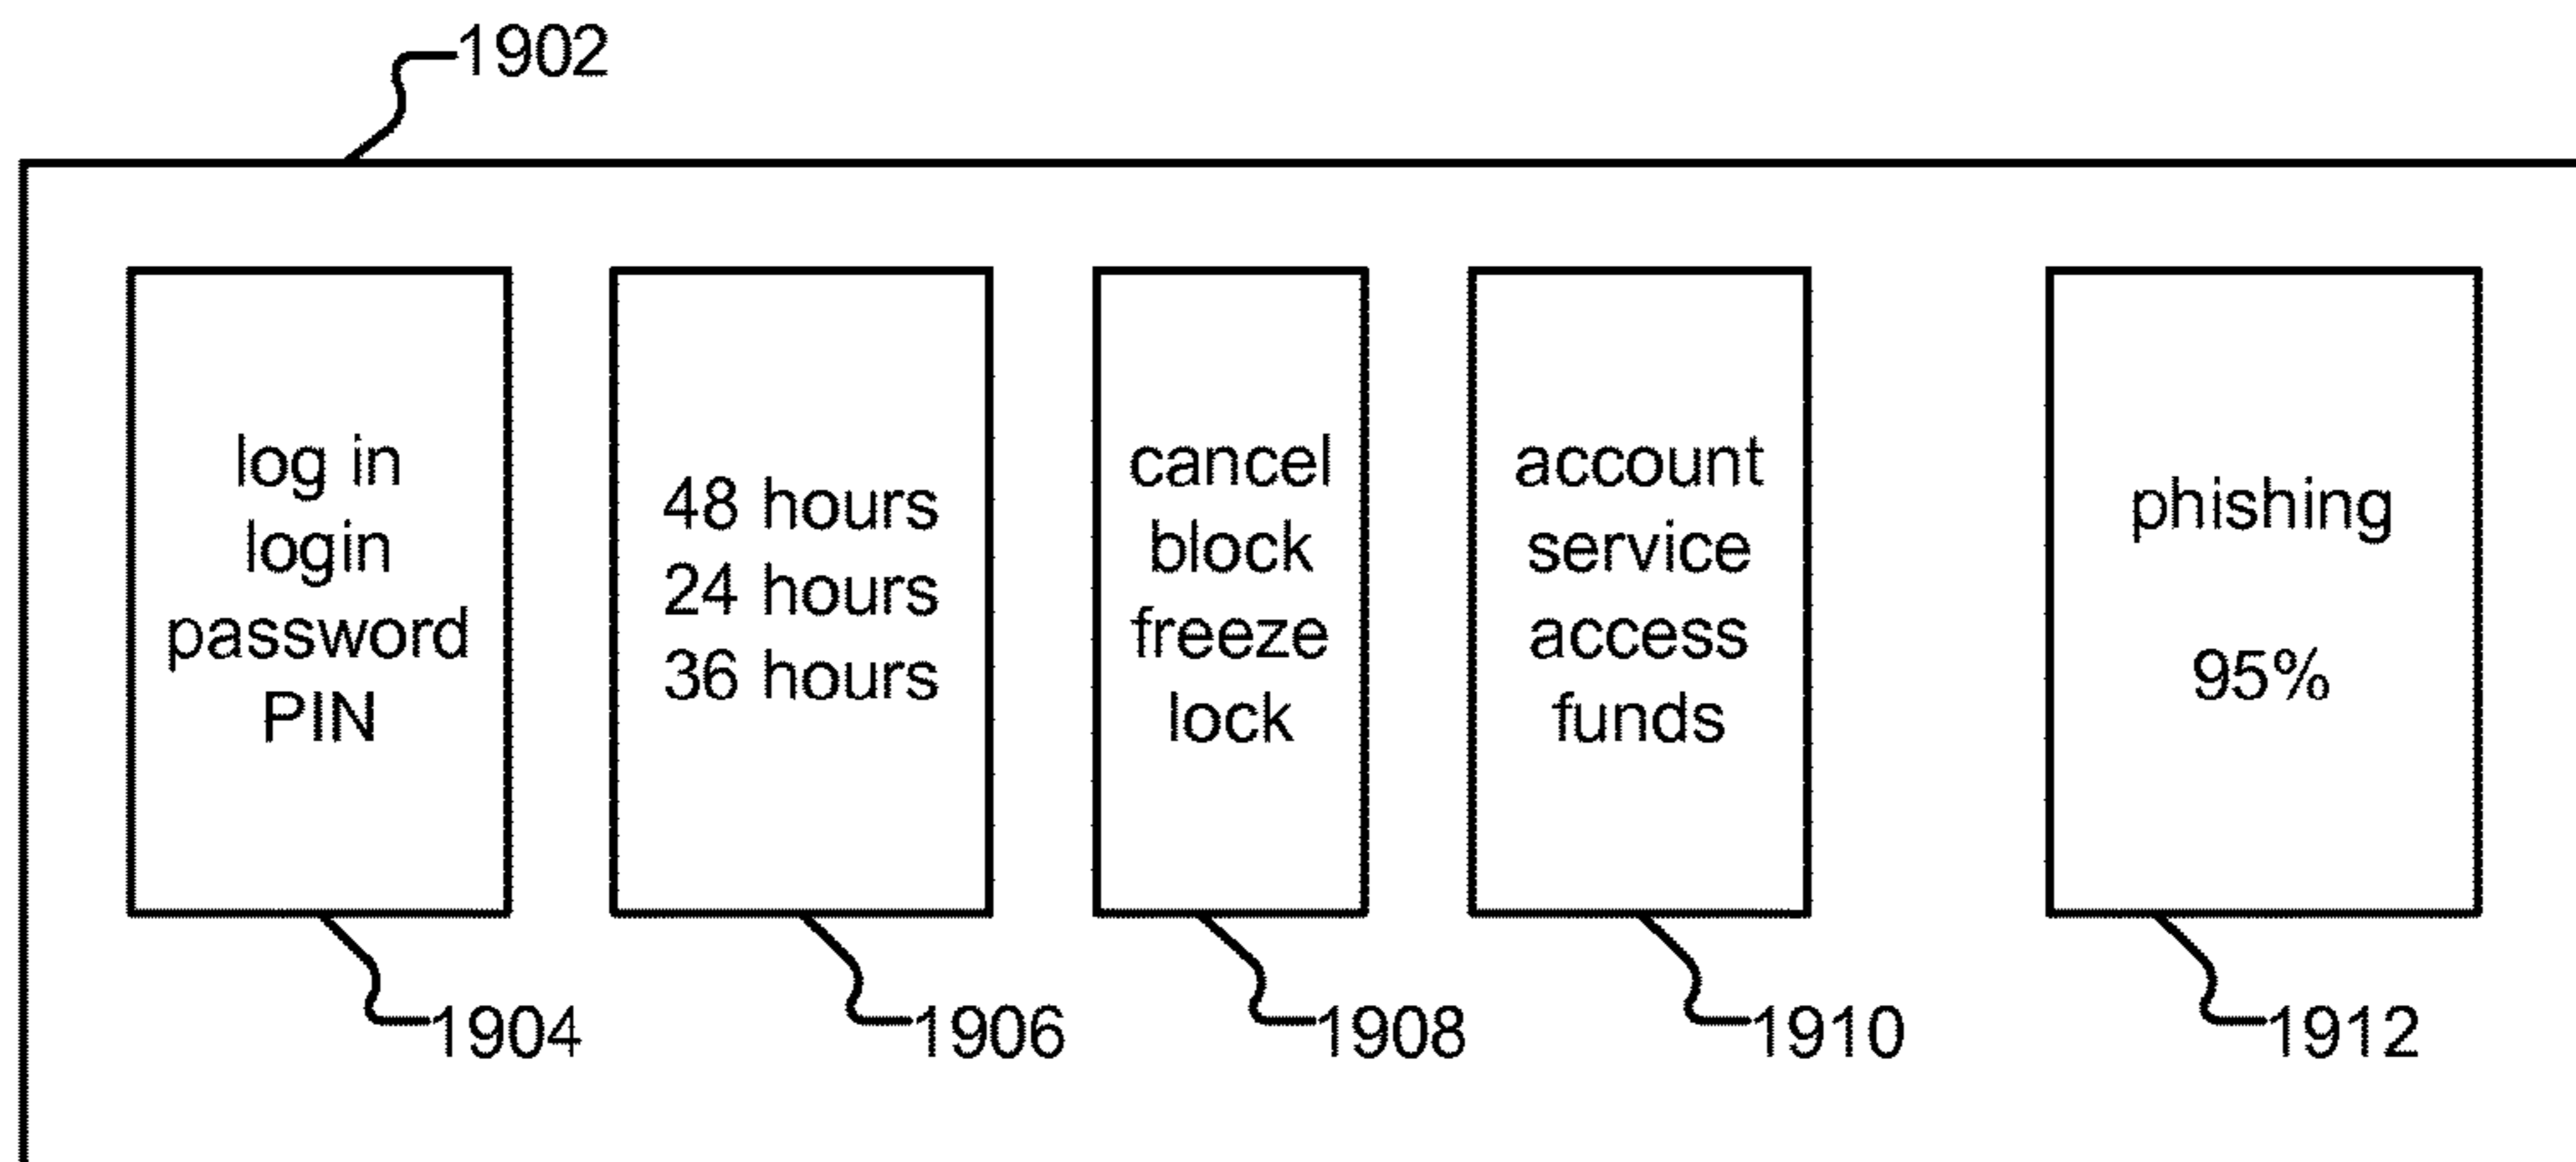 1902
log in
login
password
PIN
48 hours
24 hours
36 hours
cancel
block
freeze
lock
account
service
access
funds
phishing
95%
1904
1906
1908
1910
1912